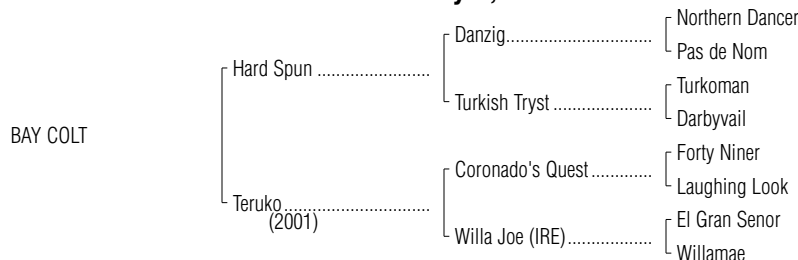 Northern Dancer
Danzig..................................
Pas de Nom
Hard Spun ........................
Turkoman
Turkish Tryst .......................
Darbyvail
BAY COLT
Forty Niner
Coronado's Quest..............
Laughing Look
Teruko...............................
(2001)
El Gran Senor
Willa Joe (IRE)...................
Willamae